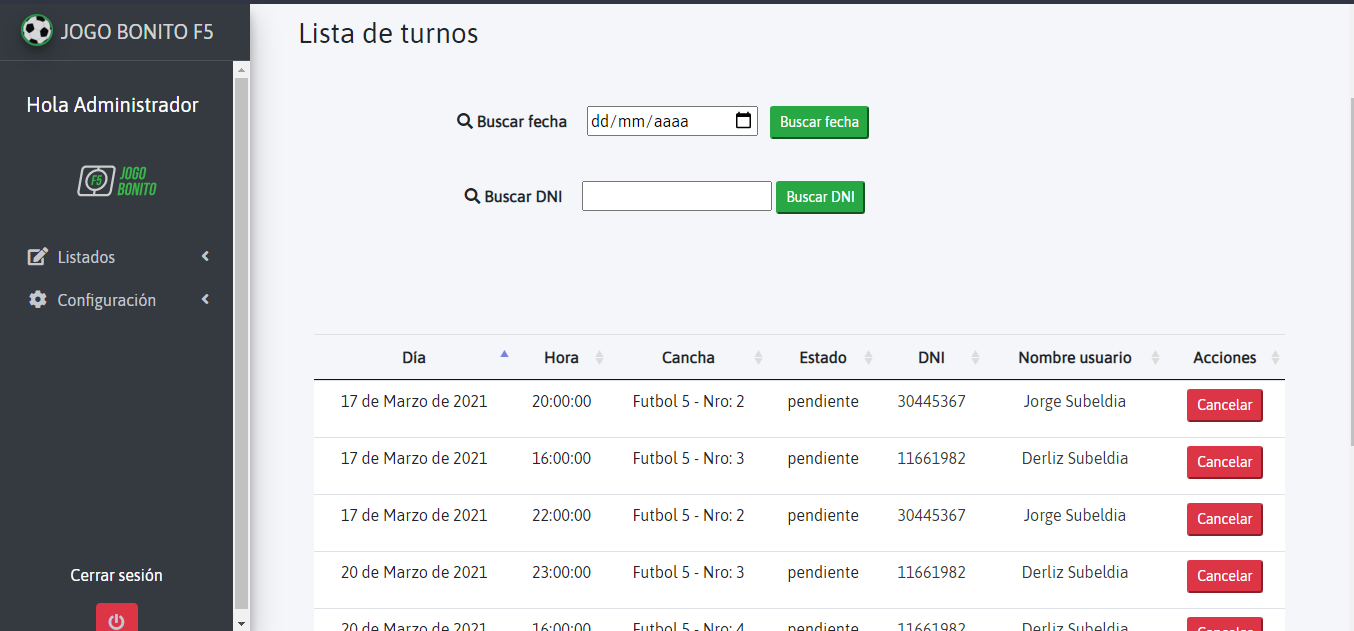 JOGO BONITO F5
Hola Administrador
F5 JOGO
BONITO
Listados
Configuración
Cerrar sesión
Lista de turnos
Buscar fecha dd/mm/aaaa Buscar fecha
Buscar DNI Buscar DNI
Día Hora Cancha Estado DNI Nombre usuario Acciones
17 de Marzo de 2021 20:00:00 Futbol 5 - Nro: 2 pendiente 30445367 Jorge Subeldia Cancelar
17 de Marzo de 2021 16:00:00 Futbol 5 - Nro: 3 pendiente 11661982 Derliz Subeldia Cancelar
17 de Marzo de 2021 22:00:00 Futbol 5 - Nro: 2 pendiente 30445367 Jorge Subeldia Cancelar
20 de Marzo de 2021 23:00:00 Futbol 5 - Nro: 3 pendiente 11661982 Derliz Subeldia Cancelar
20 de Marzo de 2021 16:00:00 Futbol 5 - Nro: 4 pendiente 11661982 Derliz Subeldia Cancelar